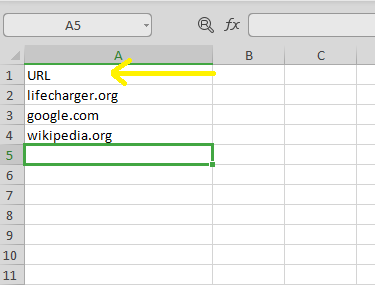 A5 fx
A B C
1 URL
2 lifecharger.org
3 google.com
4 wikipedia.org
5
6
7
8
9
10
11